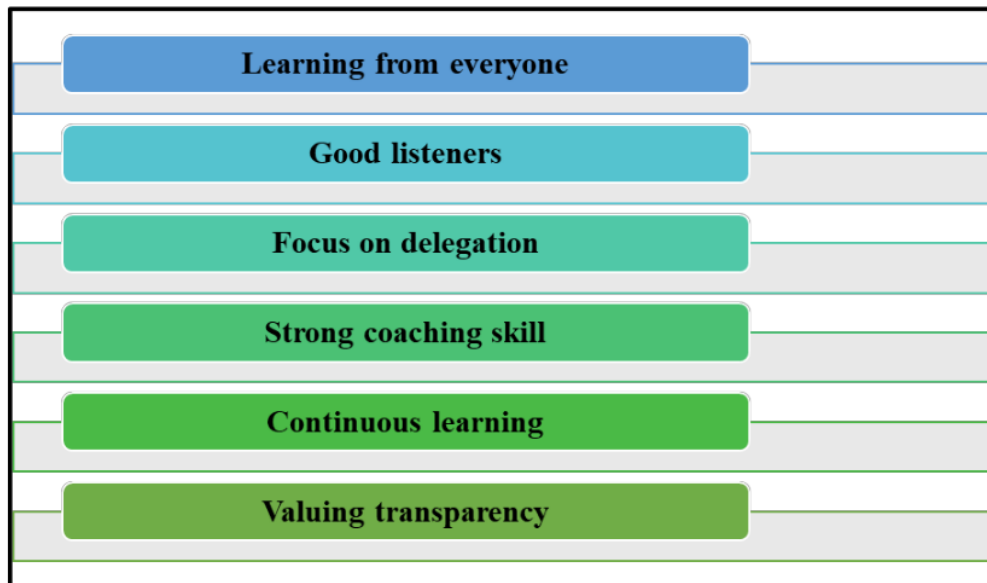 Learning from everyone
Good listeners
Focus on delegation
Strong coaching skill
Continuous learning
Valuing transparency